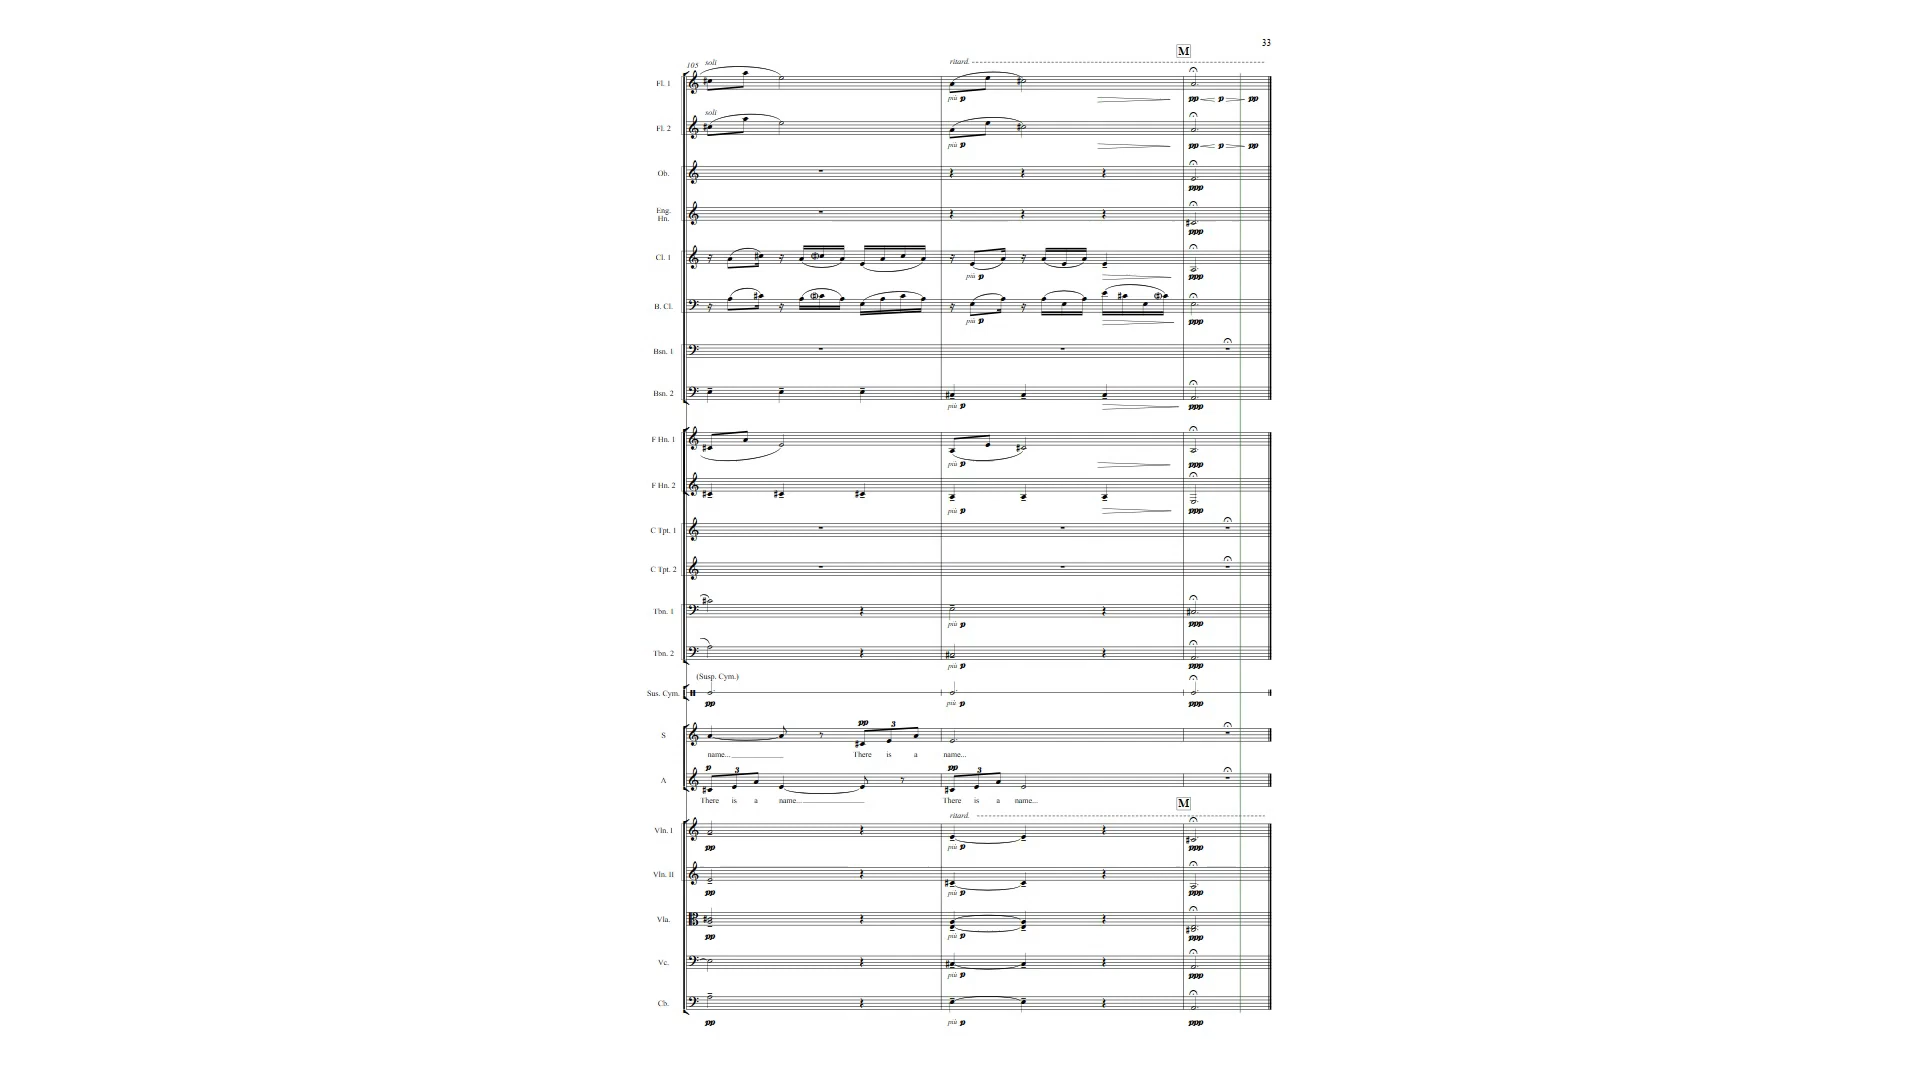 33
M
ritard.
105 soli
Fl. 1
più p pp p pp
soli
Fl. 2
più p pp p pp
Ob.
ppp
Eng.
Hn.
ppp
Cl. 1
più p ppp
B. Cl.
più p ppp
Bsn. 1
Bsn. 2
più p ppp
F Hn. 1
più p ppp
F Hn. 2
più p ppp
C Tpt. 1
C Tpt. 2
Tbn. 1
più p ppp
Tbn. 2
più p ppp
(Susp. Cym.)
Sus. Cym.
pp più p ppp
pp 3
S
name... There is a name...
p 3 pp 3
A
There is a name... There is a name...
M
ritard.
Vln. I
pp più p ppp
Vln. II
pp più p ppp
Vla.
pp più p ppp
Vc.
più p ppp
Cb.
pp più p ppp